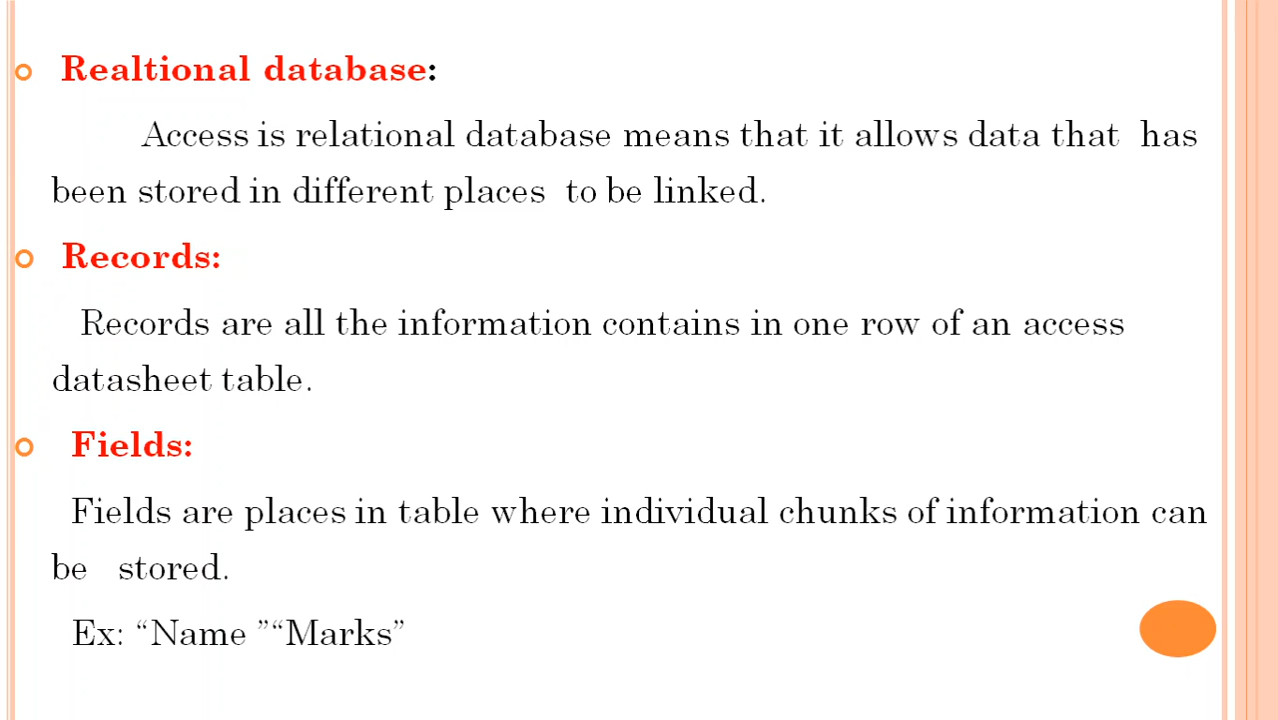 Realtional database:
Access is relational database means that it allows data that has
been stored in different places to be linked.
Records:
Records are all the information contains in one row of an access
datasheet table.
Fields:
Fields are places in table where individual chunks of information can
be stored.
Ex: “Name ”“Marks”